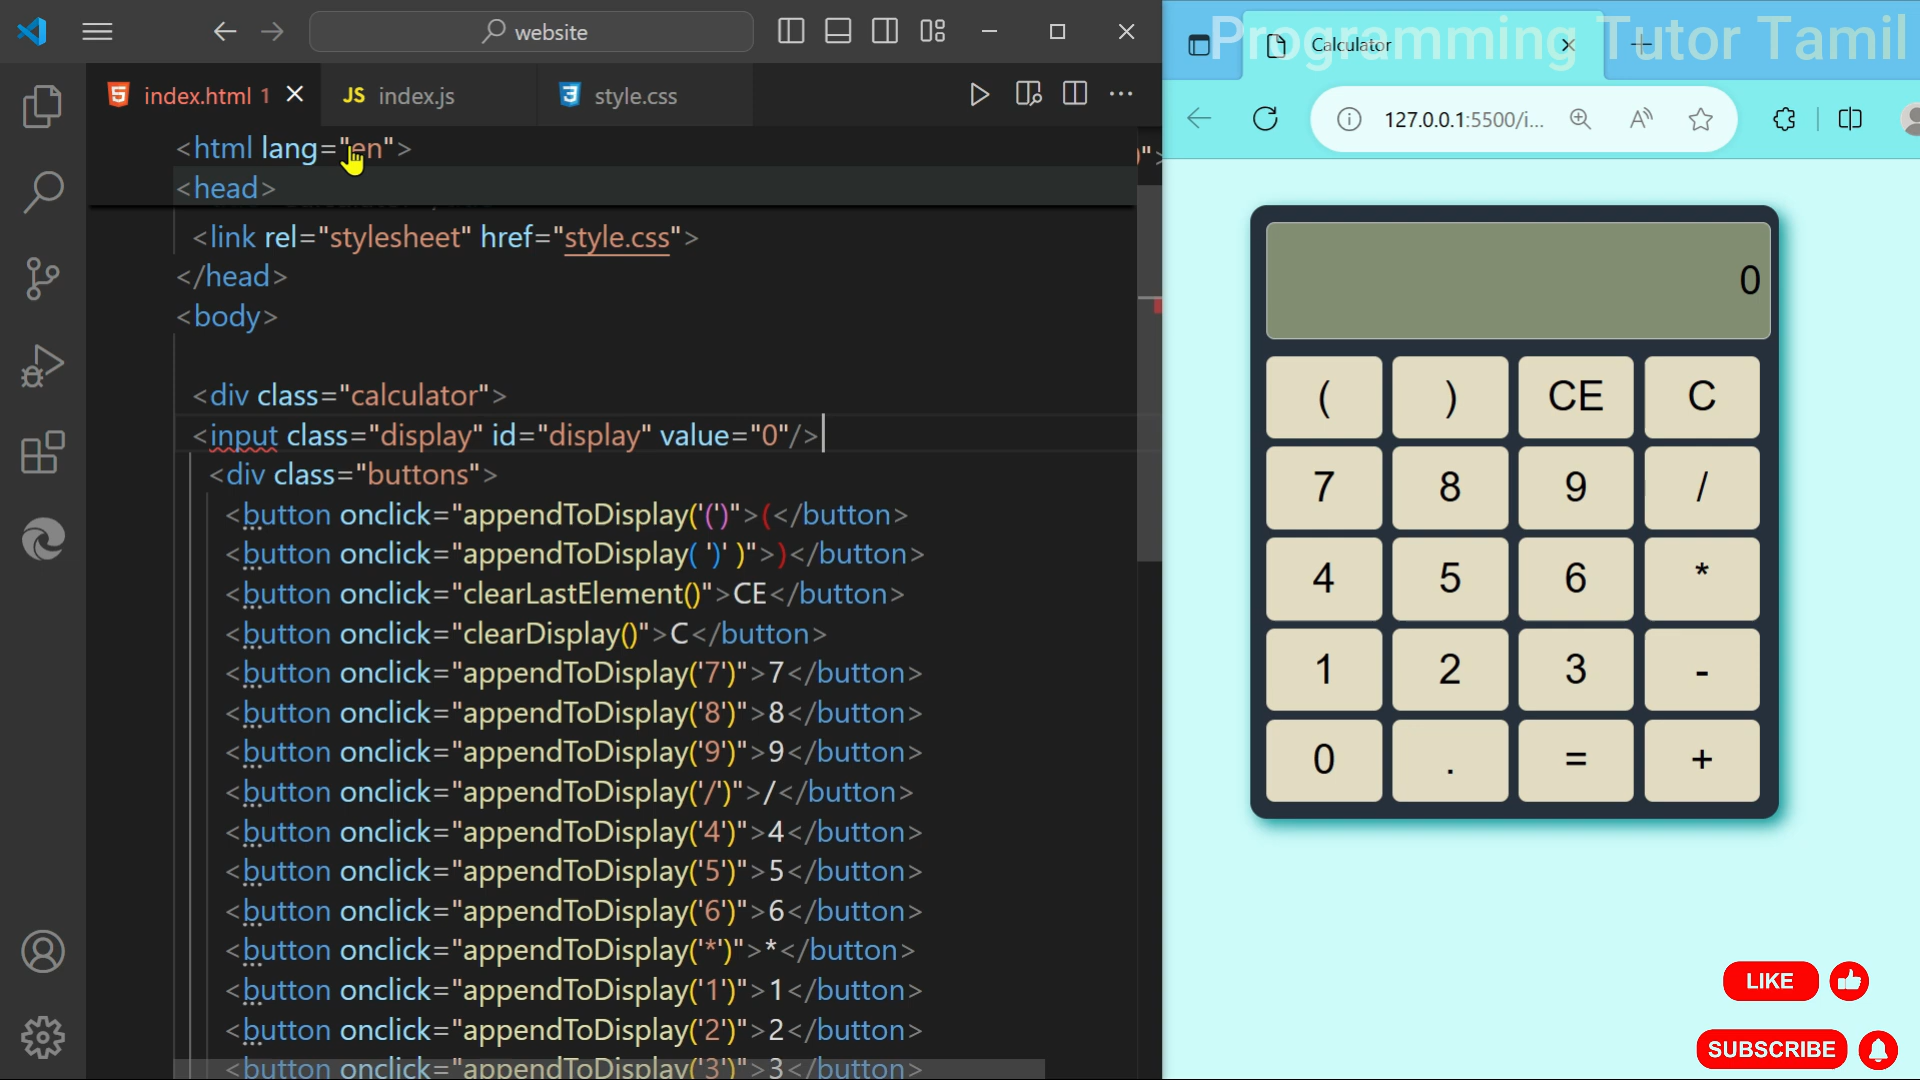 website
Programming Tutor Tamil
Calculator
index.html 1
JS index.js
style.css
127.0.0.1:5500/i...
<html lang="en">
<head>
<link rel="stylesheet" href="style.css">
</head>
<body>
<div class="calculator">
<input class="display" id="display" value="0"/>
<div class="buttons">
<button onclick="appendToDisplay('(')">(</button>
<button onclick="appendToDisplay( ')' )">)</button>
<button onclick="clearLastElement()">CE</button>
<button onclick="clearDisplay()">C</button>
<button onclick="appendToDisplay('7')">7</button>
<button onclick="appendToDisplay('8')">8</button>
<button onclick="appendToDisplay('9')">9</button>
<button onclick="appendToDisplay('/')">/</button>
<button onclick="appendToDisplay('4')">4</button>
<button onclick="appendToDisplay('5')">5</button>
<button onclick="appendToDisplay('6')">6</button>
<button onclick="appendToDisplay('*')">*</button>
<button onclick="appendToDisplay('1')">1</button>
<button onclick="appendToDisplay('2')">2</button>
<button onclick="appendToDisplay('3')">3</button>
0
( ) CE C
7 8 9 /
4 5 6 *
1 2 3 -
0 . = +
LIKE
SUBSCRIBE